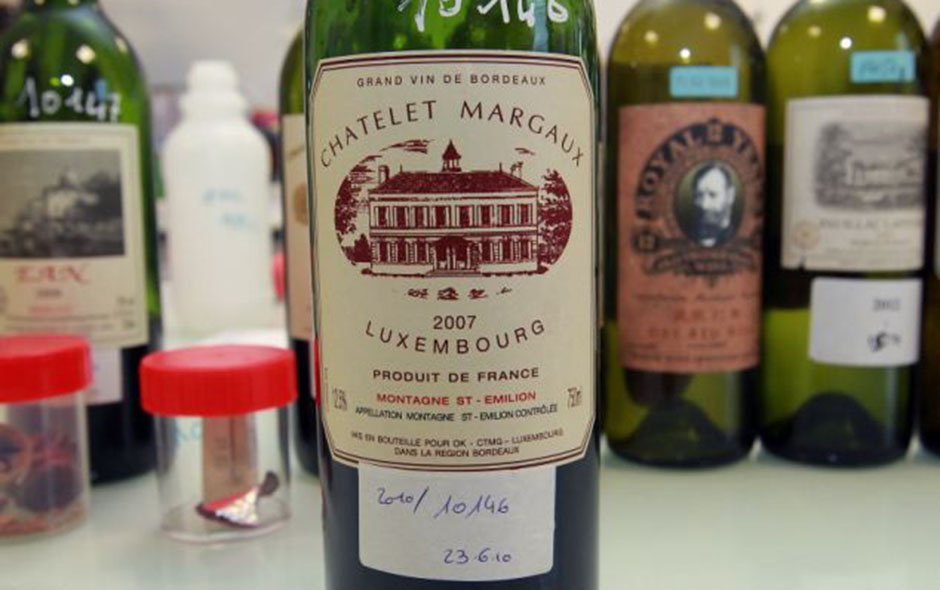 10146
GRAND VIN DE BORDEAUX
CHATELET MARGAUX
2007
LUXEMBOURG
PRODUIT DE FRANCE
MONTAGNE ST - EMILION
12.5% APPELLATION MONTAGNE ST - EMILION CONTRÔLÉE 750ml
MIS EN BOUTEILLE POUR OK - CTMG - LUXEMBOURG
DANS LA REGION BORDEAUX
2010/ 10146
23.6.10
10147
ROYAL